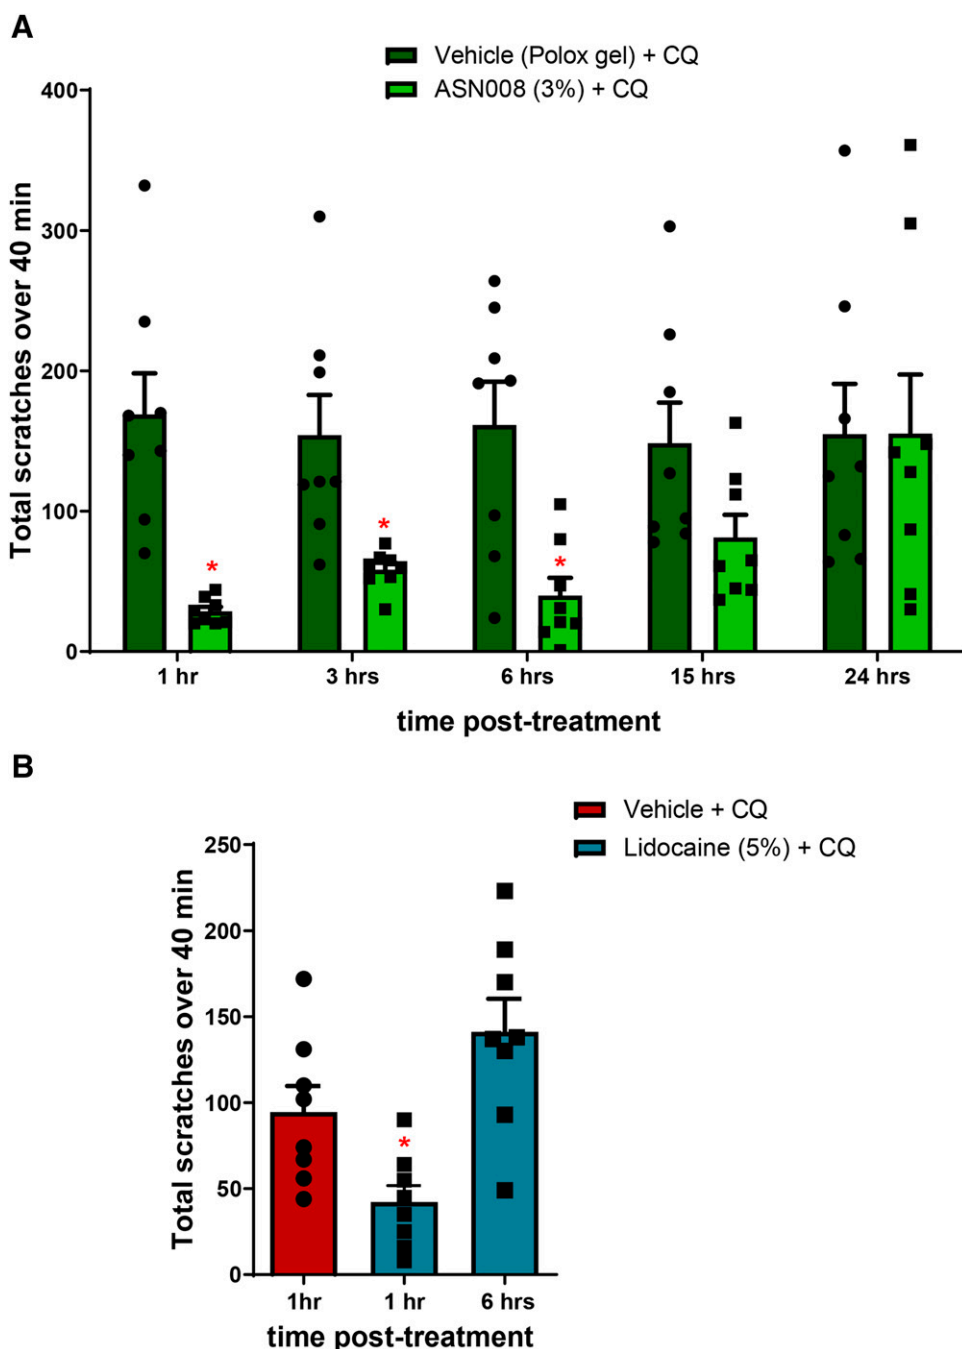 A
Vehicle (Polox gel) + CQ
ASN008 (3%) + CQ
Total scratches over 40 min
400
300
200
100
0
*
*
*
1 hr
3 hrs
6 hrs
15 hrs
24 hrs
time post-treatment
B
Vehicle + CQ
Lidocaine (5%) + CQ
Total scratches over 40 min
250
200
150
100
50
0
*
1hr
1 hr
6 hrs
time post-treatment